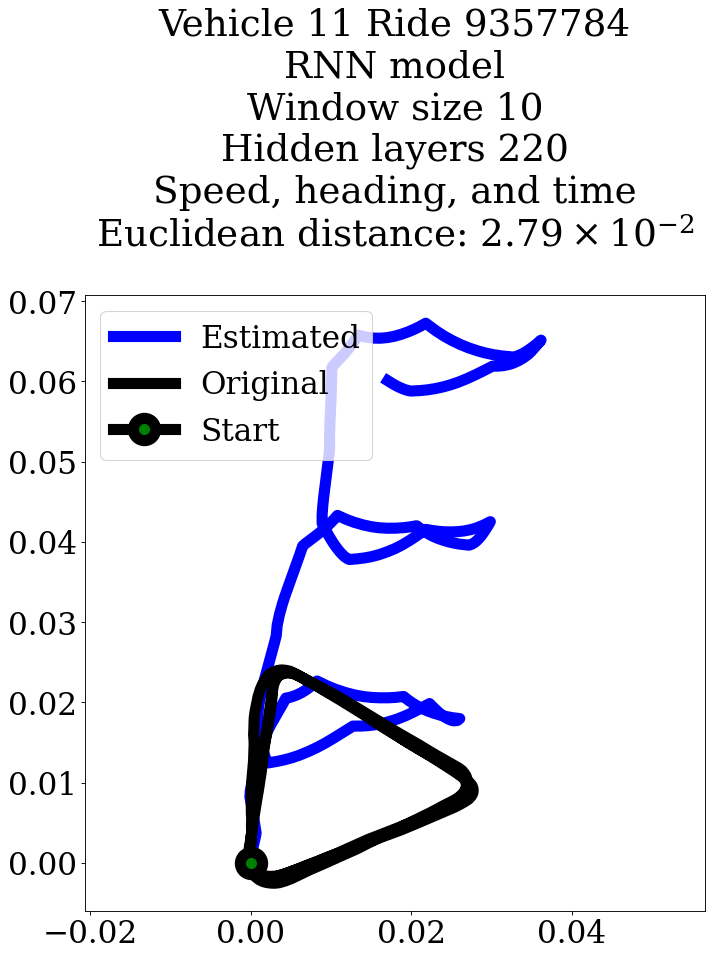 Vehicle 11 Ride 9357784
RNN model
Window size 10
Hidden layers 220
Speed, heading, and time
Euclidean distance: 2.79 × 10⁻²
0.07
0.06
0.05
0.04
0.03
0.02
0.01
0.00
Estimated
Original
Start
−0.02
0.00
0.02
0.04